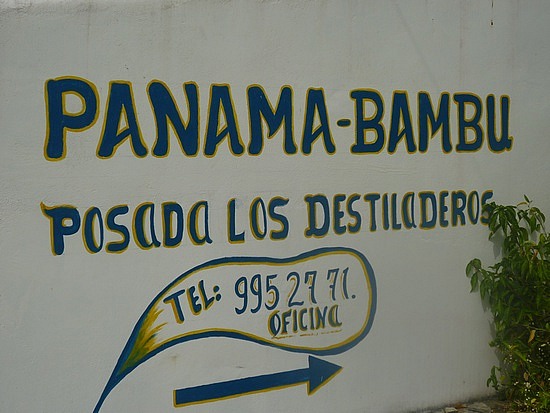 PANAMA-BAMBU
POSADA LOS DESTILADEROS
TEL: 995 27 71.
OFICINA